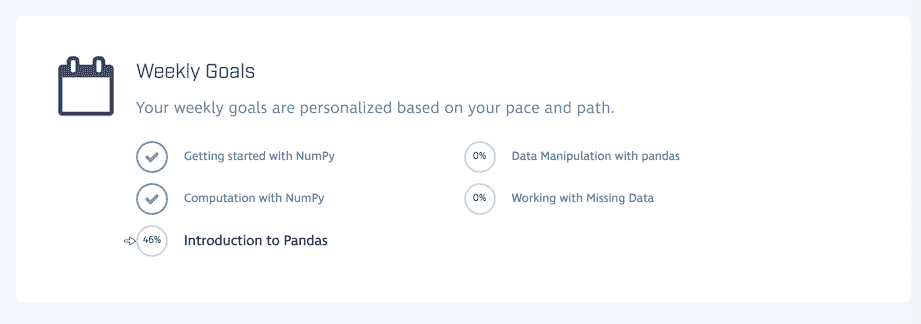 Weekly Goals
Your weekly goals are personalized based on your pace and path.
Getting started with NumPy
Computation with NumPy
46% Introduction to Pandas
0% Data Manipulation with pandas
0% Working with Missing Data